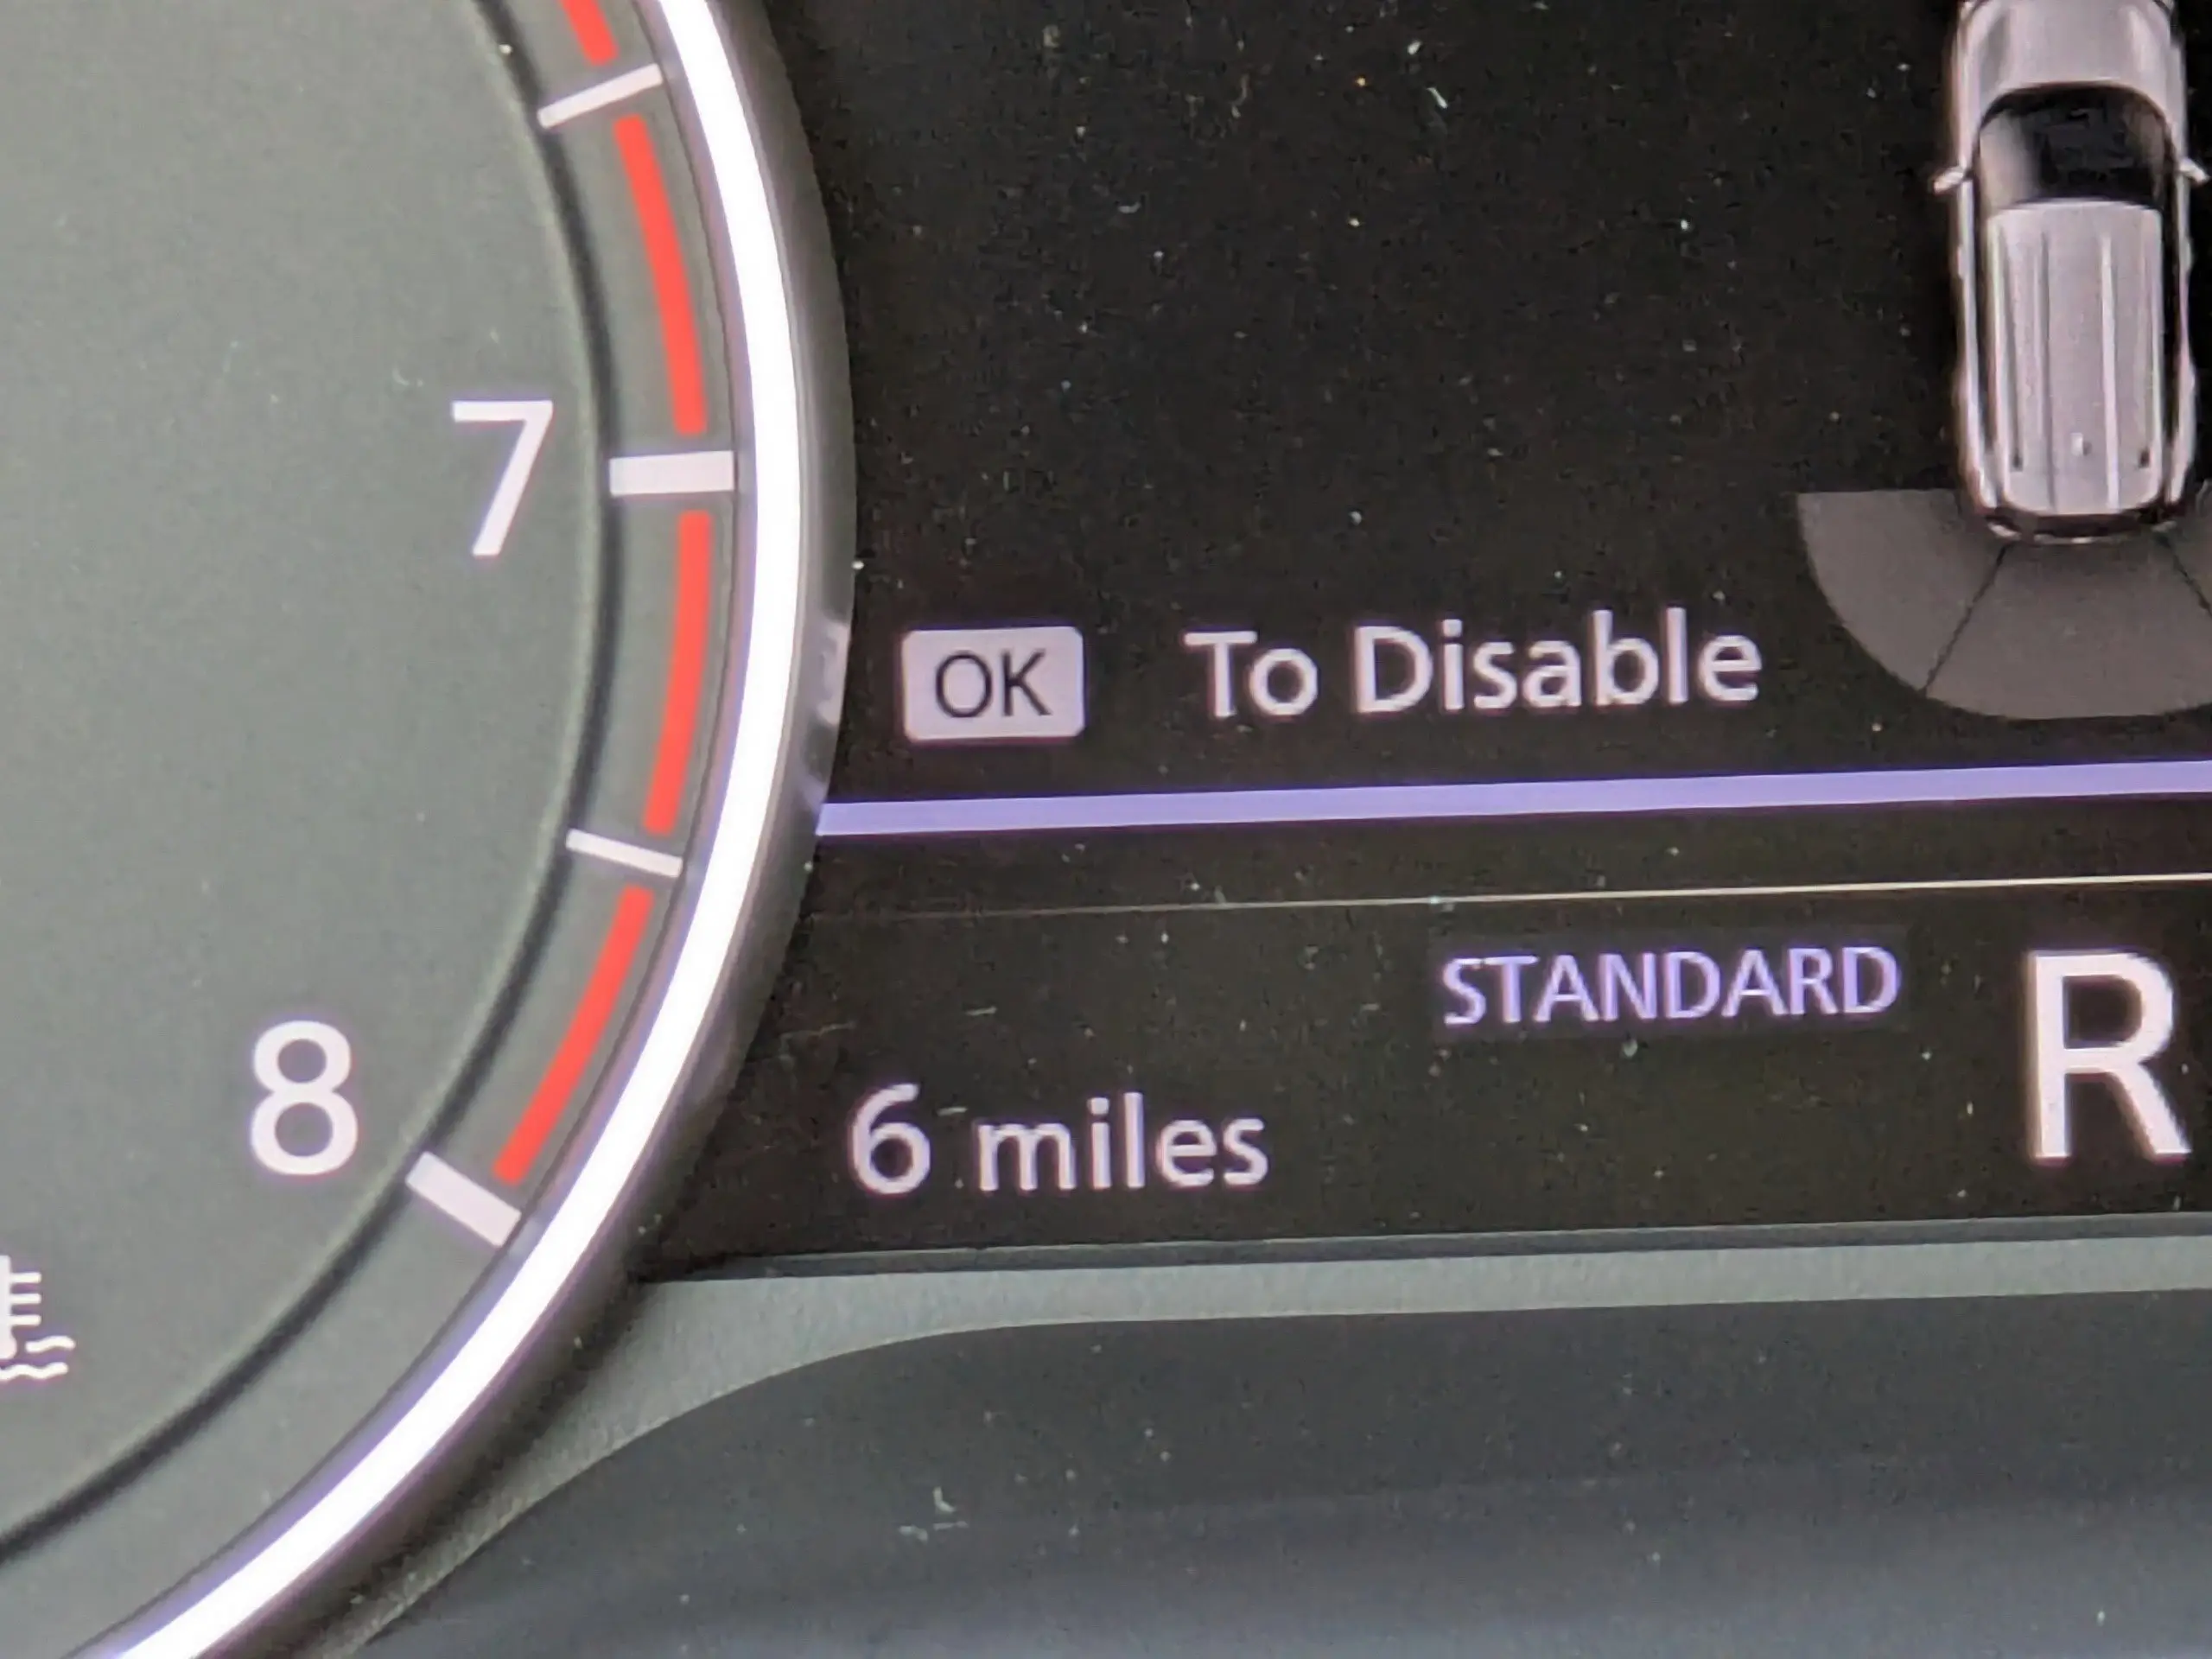 7
OK To Disable
STANDARD R
8
6 miles